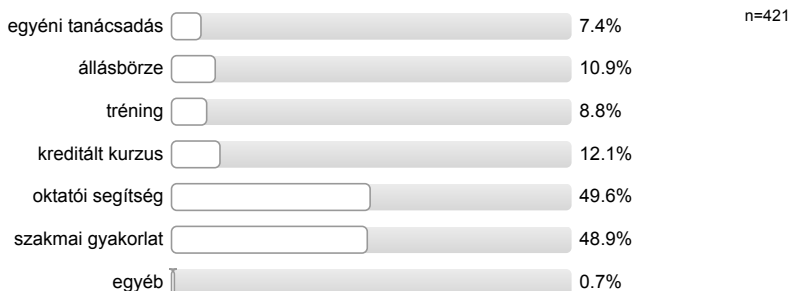 egyéni tanácsadás 7.4% n=421
állásbörze 10.9%
tréning 8.8%
kreditált kurzus 12.1%
oktatói segítség 49.6%
szakmai gyakorlat 48.9%
egyéb 0.7%